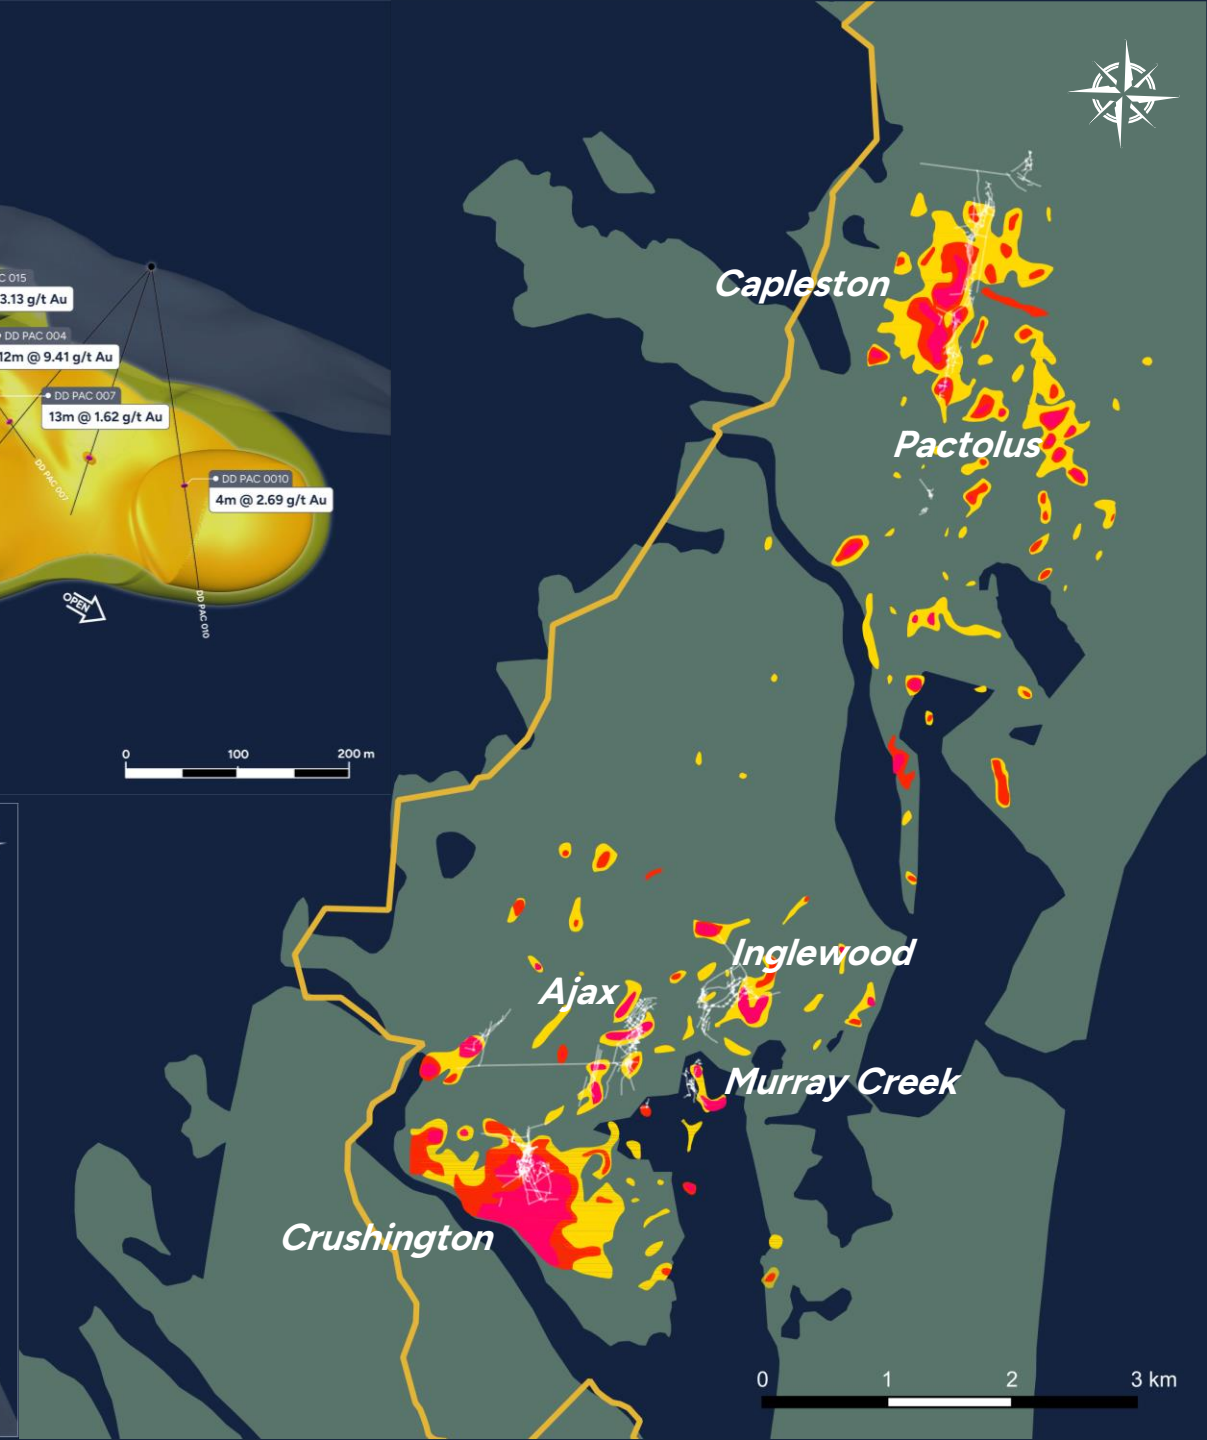 C 015
3.13 g/t Au
DD PAC 004
12m @ 9.41 g/t Au
DD PAC 007
13m @ 1.62 g/t Au
DD PAC 007
DD PAC 0010
4m @ 2.69 g/t Au
OPEN
DD PAC 010
0 100 200 m
Capleston
Pactolus
Inglewood
Ajax
Murray Creek
Crushington
0 1 2 3 km